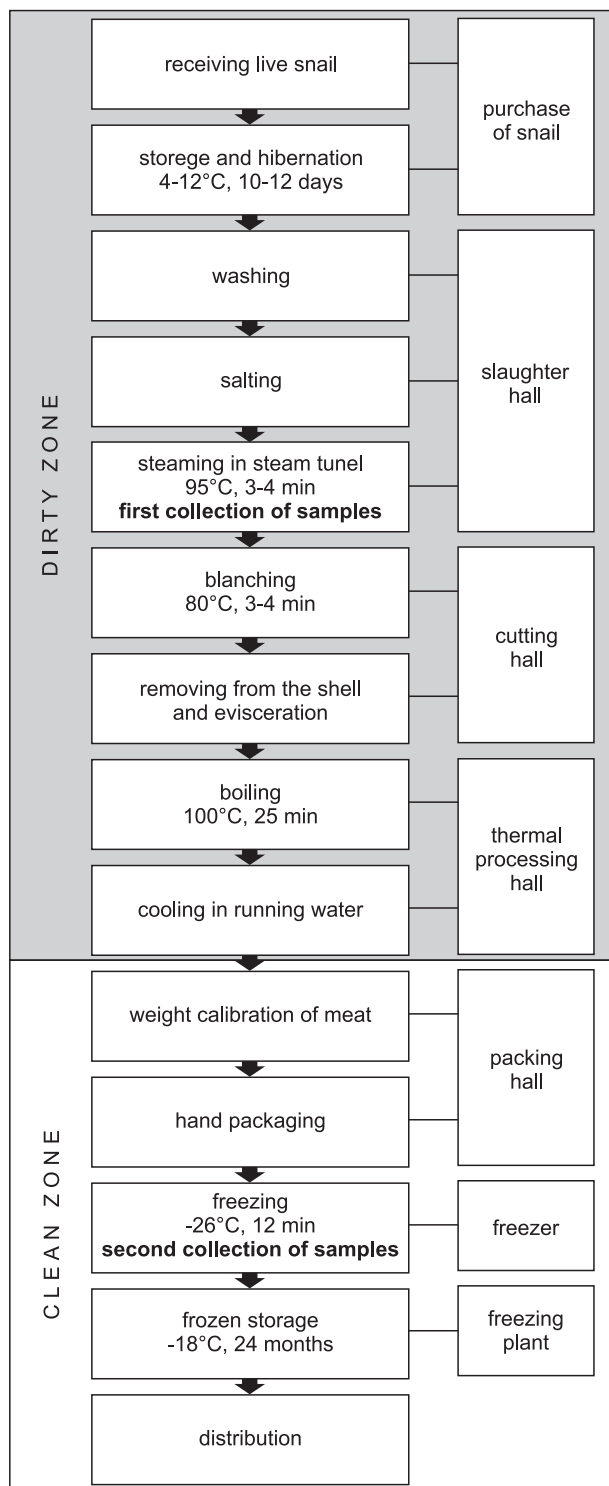 DIRTY ZONE
receiving live snail
purchase
of snail
storege and hibernation
4-12°C, 10-12 days
washing
slaughter
hall
salting
steaming in steam tunel
95°C, 3-4 min
first collection of samples
blanching
80°C, 3-4 min
cutting
hall
removing from the shell
and evisceration
boiling
100°C, 25 min
thermal
processing
hall
cooling in running water
CLEAN ZONE
weight calibration of meat
packing
hall
hand packaging
freezing
-26°C, 12 min
second collection of samples
freezer
frozen storage
-18°C, 24 months
freezing
plant
distribution